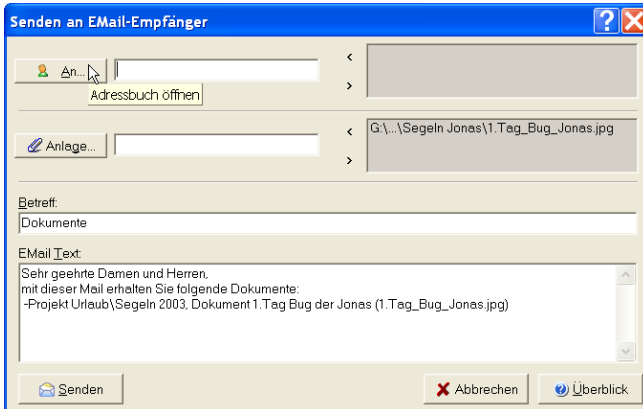 Senden an EMail-Empfänger
An...
Adressbuch öffnen
<
>
Anlage...
<
>
G:\...\Segeln Jonas\1.Tag_Bug_Jonas.jpg
Betreff:
Dokumente
EMail Text:
Sehr geehrte Damen und Herren,
mit dieser Mail erhalten Sie folgende Dokumente:
-Projekt Urlaub\Segeln 2003, Dokument 1.Tag Bug der Jonas (1.Tag_Bug_Jonas.jpg)
Senden
Abbrechen
Überblick